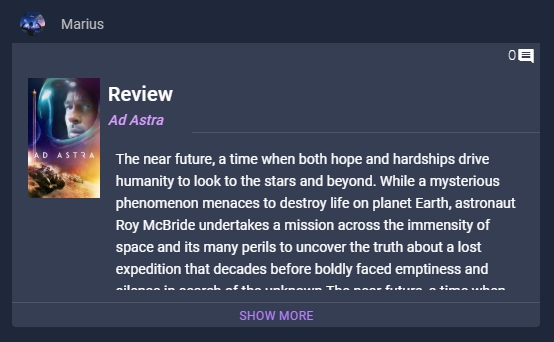 Marius
0
Review
Ad Astra
AD ASTRA
The near future, a time when both hope and hardships drive
humanity to look to the stars and beyond. While a mysterious
phenomenon menaces to destroy life on planet Earth, astronaut
Roy McBride undertakes a mission across the immensity of
space and its many perils to uncover the truth about a lost
expedition that decades before boldly faced emptiness and
silence in search of the unknown.The near future, a time when
SHOW MORE